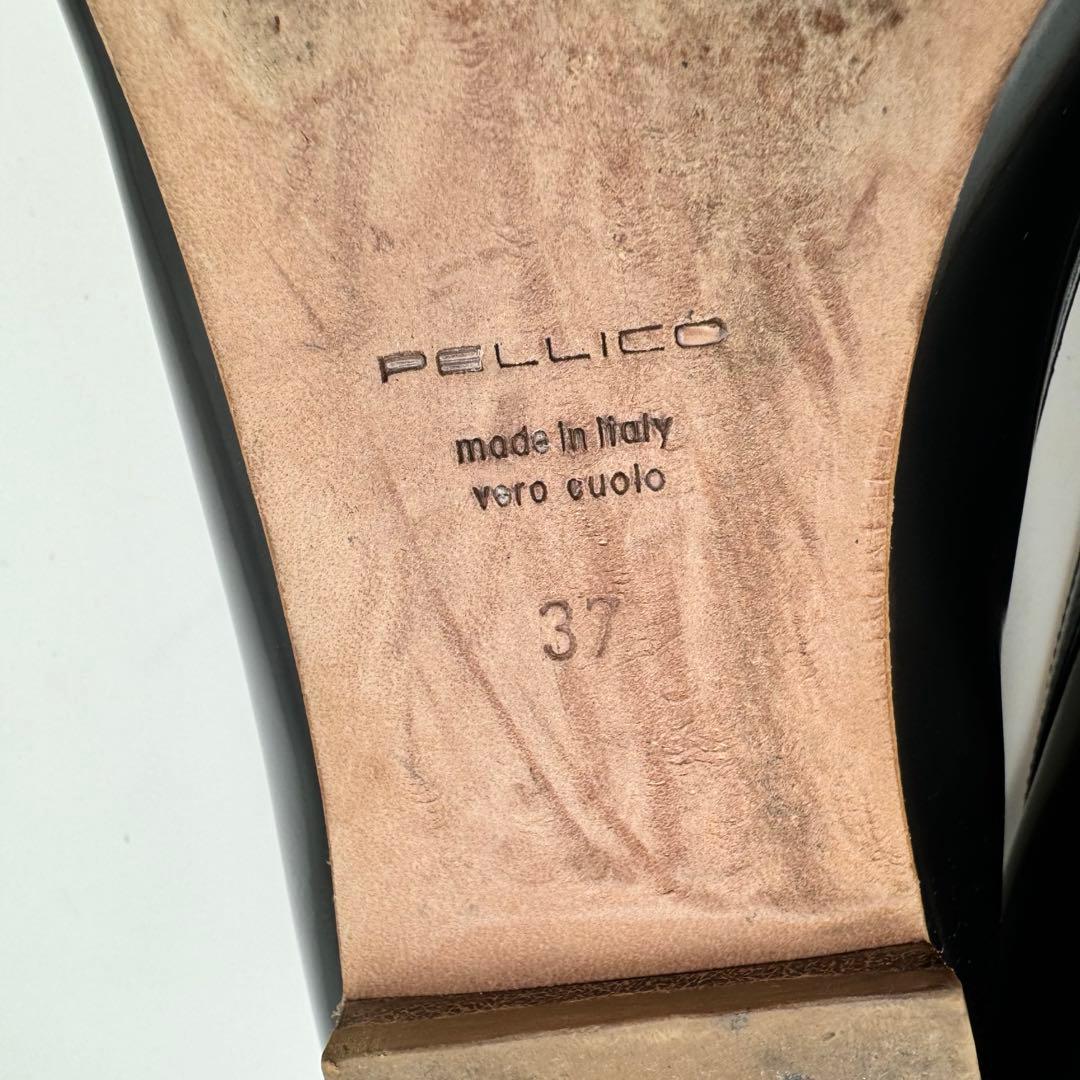 PELLICO
made in Italy
vero cuoio
37